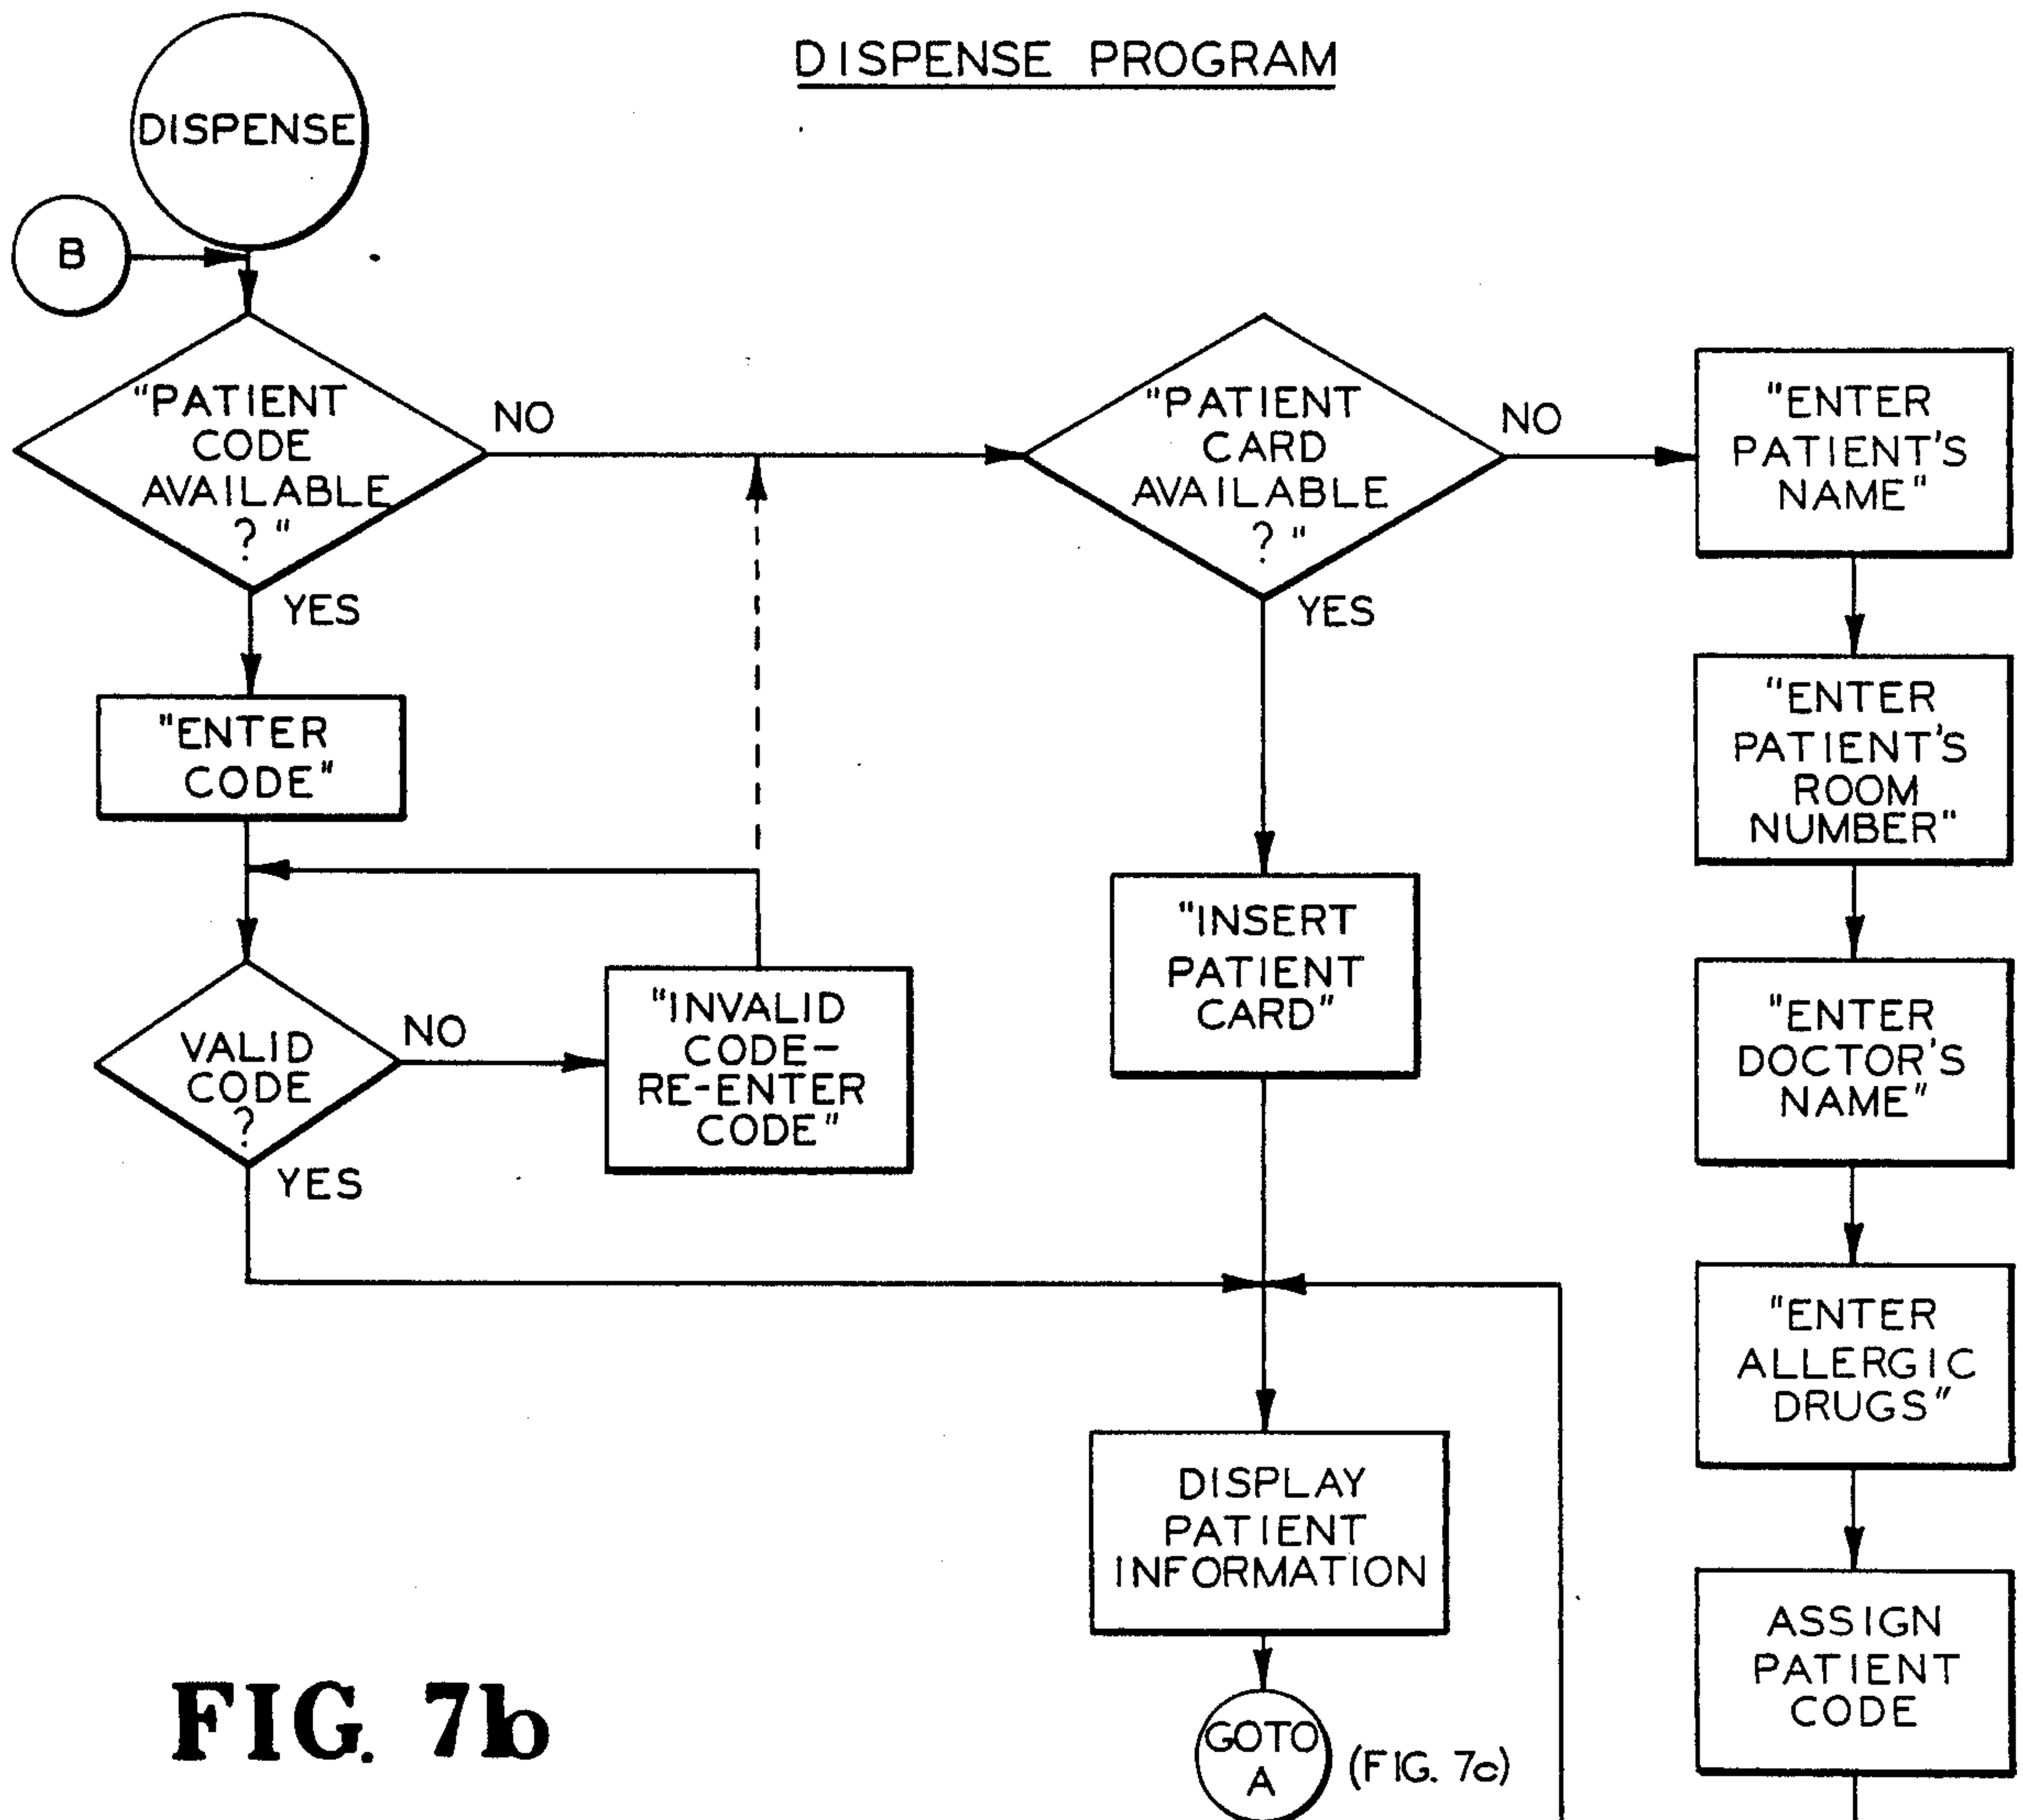 DISPENSE PROGRAM
DISPENSE
B
"PATIENT
CODE
AVAILABLE
? "
NO
YES
"ENTER
CODE"
VALID
CODE
?
NO
YES
"INVALID
CODE-
RE-ENTER
CODE"
"PATIENT
CARD
AVAILABLE
? "
NO
YES
"INSERT
PATIENT
CARD"
DISPLAY
PATIENT
INFORMATION
GOTO
A
(FIG. 7c)
"ENTER
PATIENT'S
NAME"
"ENTER
PATIENT'S
ROOM
NUMBER"
"ENTER
DOCTOR'S
NAME"
"ENTER
ALLERGIC
DRUGS"
ASSIGN
PATIENT
CODE
FIG. 7b